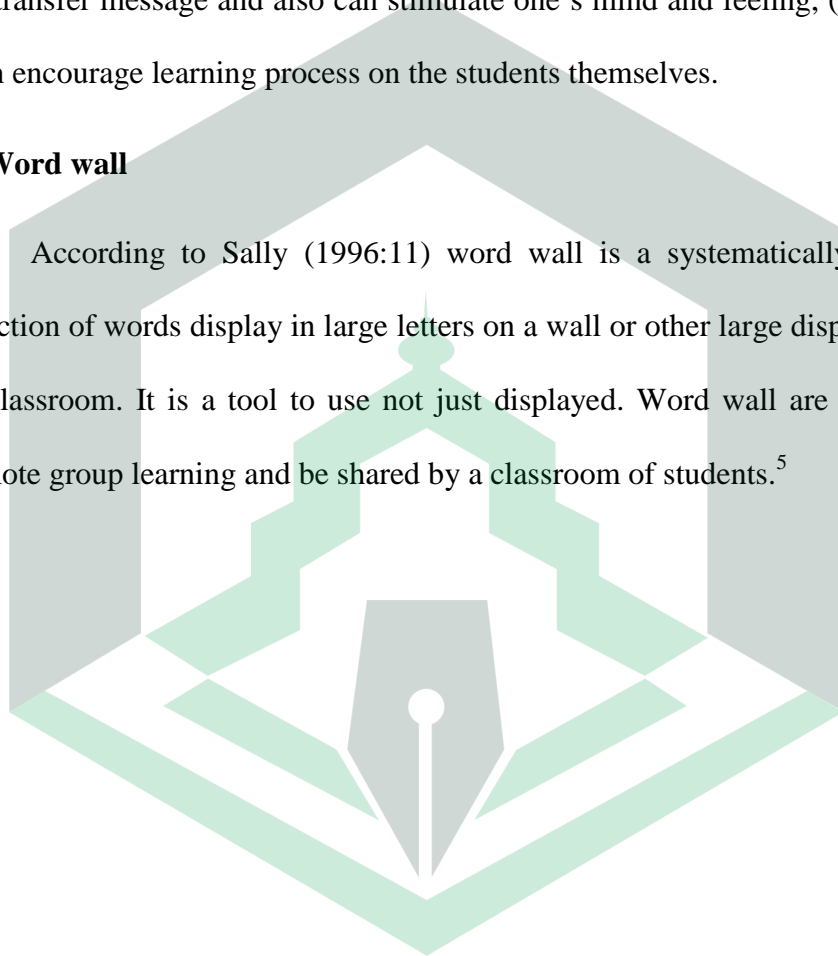 transfer message and also can stimulate one's mind and feeling, (
encourage learning process on the students themselves.
Word wall
According to Sally (1996:11) word wall is a systematically
ction of words display in large letters on a wall or other large disp
lassroom. It is a tool to use not just displayed. Word wall are
ote group learning and be shared by a classroom of students.5